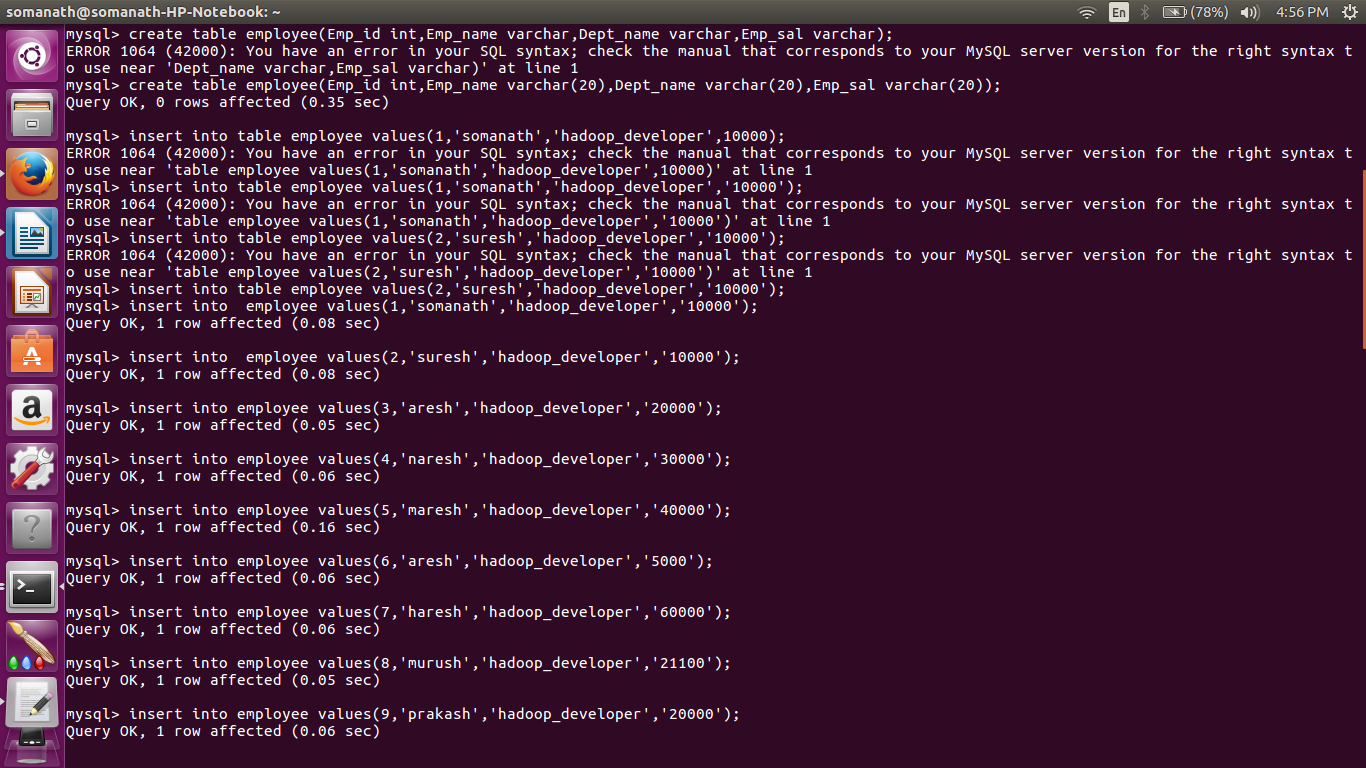 somanath@somanath-HP-Notebook: ~
En
(78%)
4:56 PM
mysql> create table employee(Emp_id int,Emp_name varchar,Dept_name varchar,Emp_sal varchar);
ERROR 1064 (42000): You have an error in your SQL syntax; check the manual that corresponds to your MySQL server version for the right syntax t
o use near 'Dept_name varchar,Emp_sal varchar)' at line 1
mysql> create table employee(Emp_id int,Emp_name varchar(20),Dept_name varchar(20),Emp_sal varchar(20));
Query OK, 0 rows affected (0.35 sec)
mysql> insert into table employee values(1,'somanath','hadoop_developer',10000);
ERROR 1064 (42000): You have an error in your SQL syntax; check the manual that corresponds to your MySQL server version for the right syntax t
o use near 'table employee values(1,'somanath','hadoop_developer',10000)' at line 1
mysql> insert into table employee values(1,'somanath','hadoop_developer','10000');
ERROR 1064 (42000): You have an error in your SQL syntax; check the manual that corresponds to your MySQL server version for the right syntax t
o use near 'table employee values(1,'somanath','hadoop_developer','10000')' at line 1
mysql> insert into table employee values(2,'suresh','hadoop_developer','10000');
ERROR 1064 (42000): You have an error in your SQL syntax; check the manual that corresponds to your MySQL server version for the right syntax t
o use near 'table employee values(2,'suresh','hadoop_developer','10000')' at line 1
mysql> insert into table employee values(2,'suresh','hadoop_developer','10000');
mysql> insert into  employee values(1,'somanath','hadoop_developer','10000');
Query OK, 1 row affected (0.08 sec)
mysql> insert into  employee values(2,'suresh','hadoop_developer','10000');
Query OK, 1 row affected (0.08 sec)
mysql> insert into employee values(3,'aresh','hadoop_developer','20000');
Query OK, 1 row affected (0.05 sec)
mysql> insert into employee values(4,'naresh','hadoop_developer','30000');
Query OK, 1 row affected (0.06 sec)
mysql> insert into employee values(5,'maresh','hadoop_developer','40000');
Query OK, 1 row affected (0.16 sec)
mysql> insert into employee values(6,'aresh','hadoop_developer','5000');
Query OK, 1 row affected (0.06 sec)
mysql> insert into employee values(7,'haresh','hadoop_developer','60000');
Query OK, 1 row affected (0.06 sec)
mysql> insert into employee values(8,'murush','hadoop_developer','21100');
Query OK, 1 row affected (0.05 sec)
mysql> insert into employee values(9,'prakash','hadoop_developer','20000');
Query OK, 1 row affected (0.06 sec)